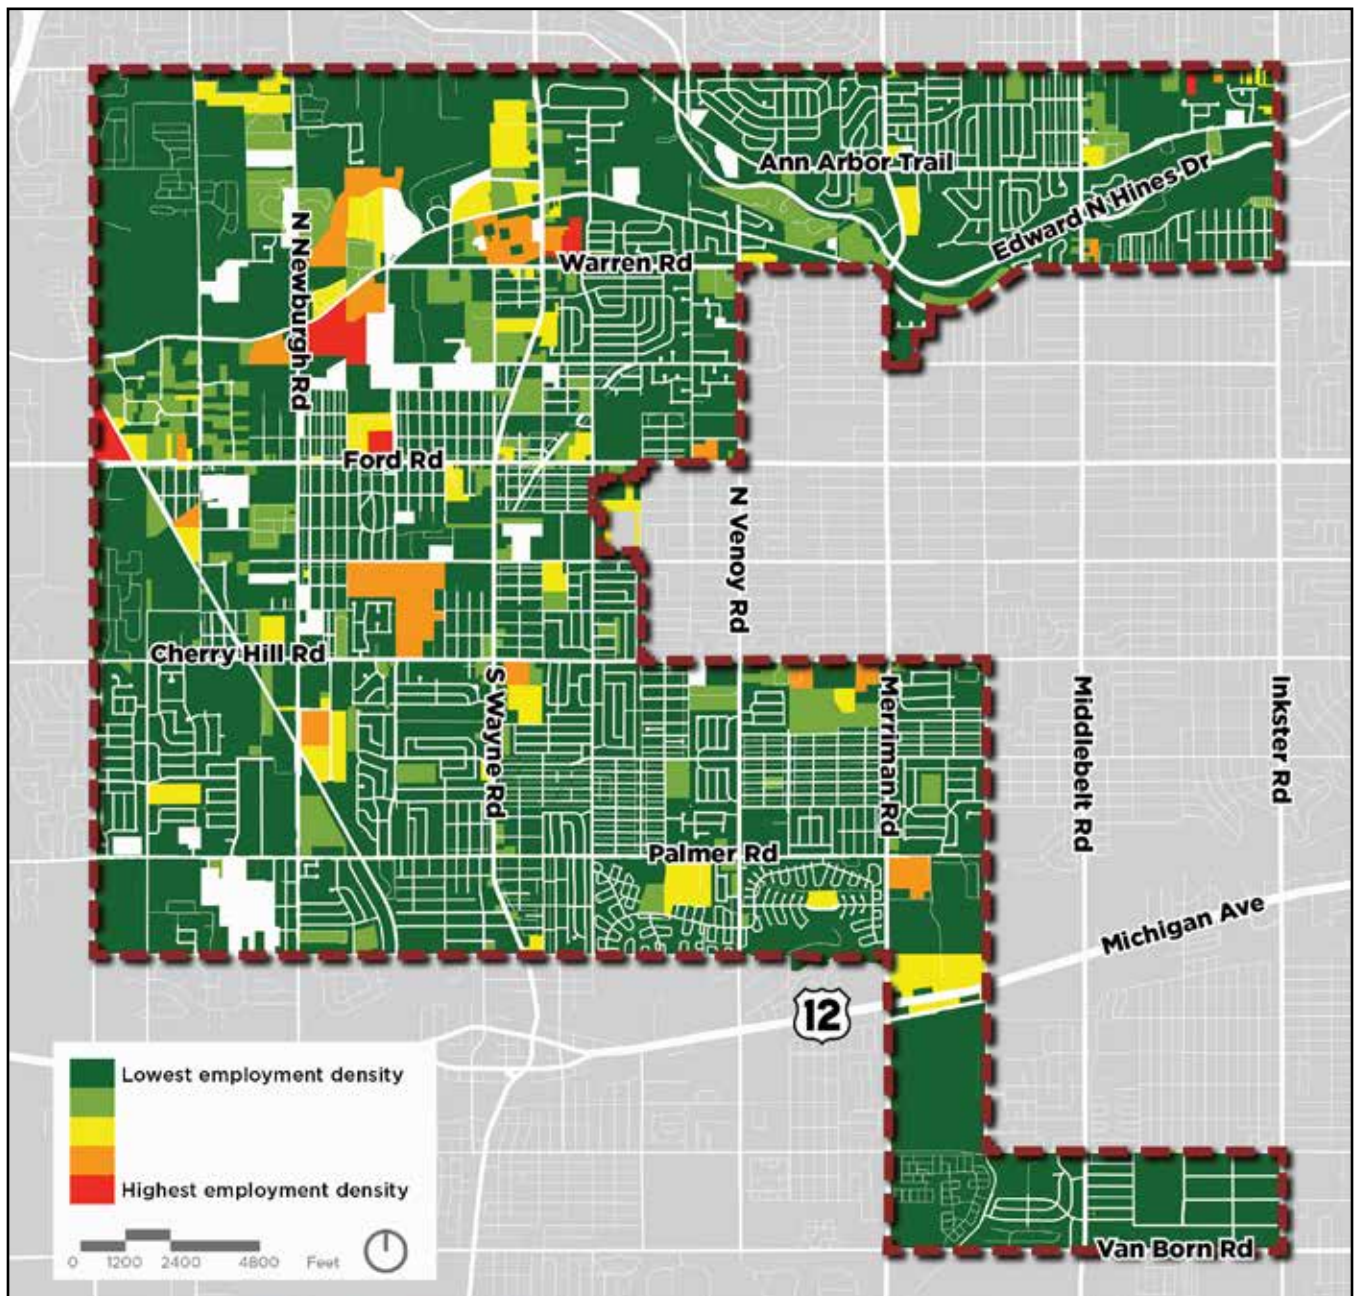 Ann Arbor Trail
Edward N Hines Dr
N Newburgh Rd
Warren Rd
Ford Rd
N Venoy Rd
Cherry Hill Rd
S Wayne Rd
Merriman Rd
Middlebelt Rd
Inkster Rd
Palmer Rd
Michigan Ave
12
Lowest employment density
Highest employment density
0 1200 2400 4800 Feet
Van Born Rd